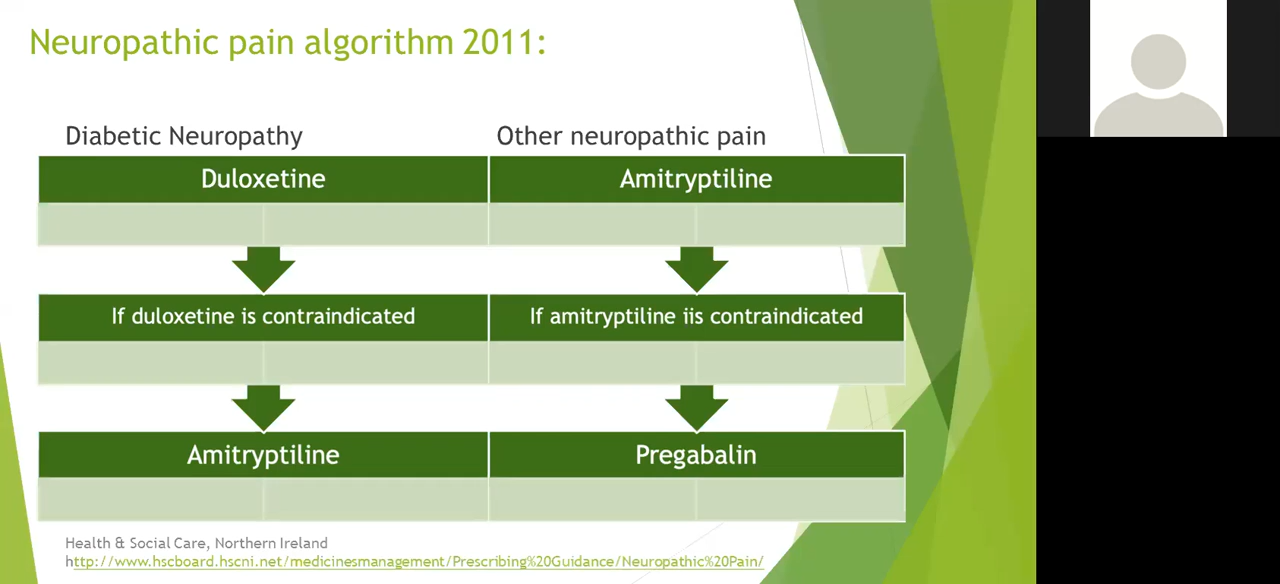 Neuropathic pain algorithm 2011:
Diabetic Neuropathy
Other neuropathic pain
Duloxetine
Amitryptiline
If duloxetine is contraindicated
If amitryptiline iis contraindicated
Amitryptiline
Pregabalin
Health & Social Care, Northern Ireland
http://www.hscboard.hscni.net/medicinesmanagement/Prescribing%20Guidance/Neuropathic%20Pain/